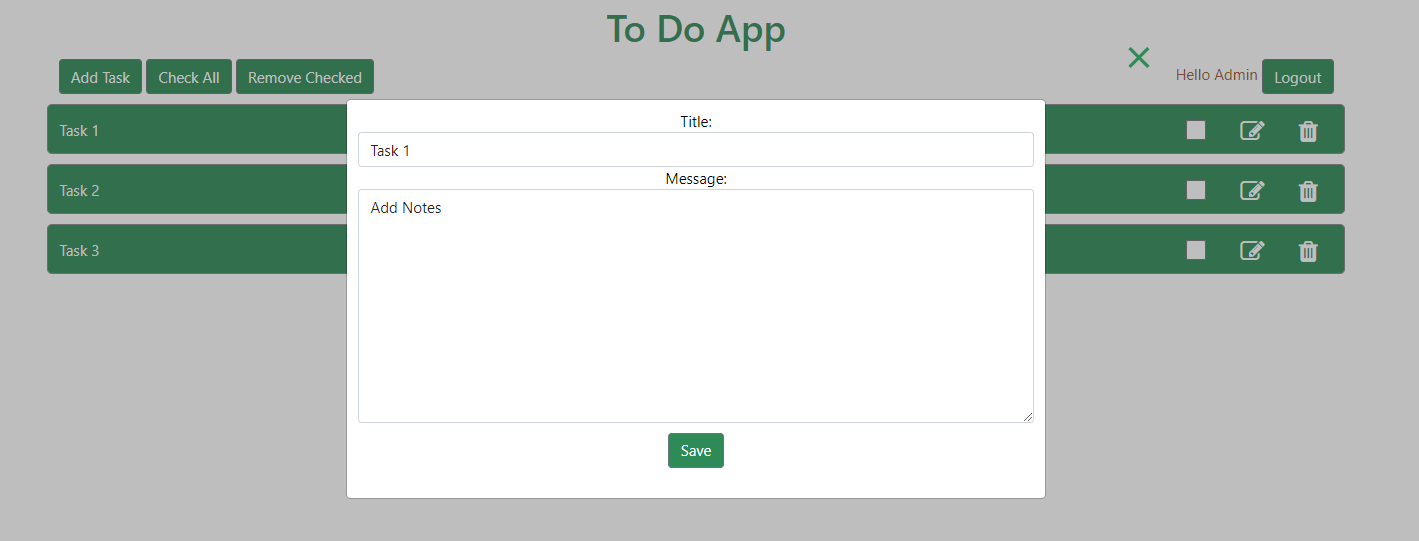 To Do App
Add Task Check All Remove Checked Hello Admin Logout
Task 1
Task 2
Task 3
Title:
Task 1
Message:
Add Notes
Save